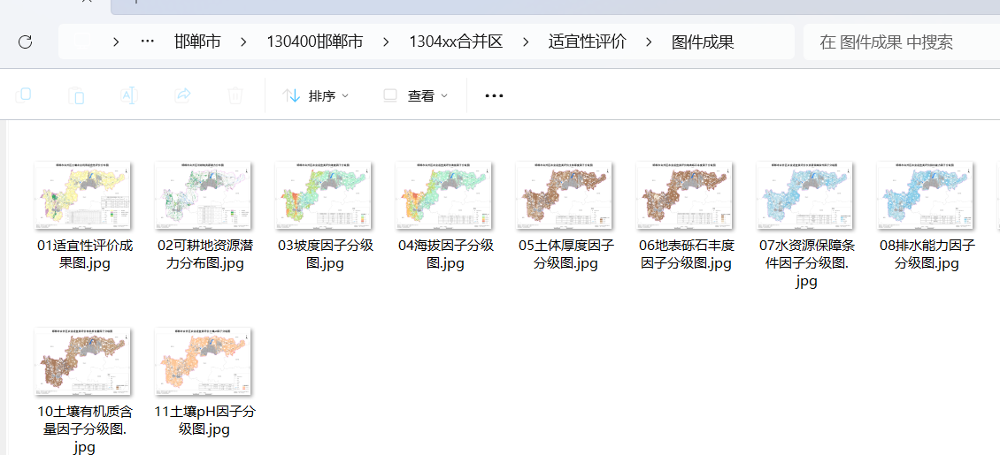 邯郸市 › 130400邯郸市 › 1304xx合并区 › 适宜性评价 › 图件成果
在 图件成果 中搜索
排序
查看
01适宜性评价成
果图.jpg
02可耕地资源潜
力分布图.jpg
03坡度因子分级
图.jpg
04海拔因子分级
图.jpg
05土体厚度因子
分级图.jpg
06地表砾石丰度
因子分级图.jpg
07水资源保障条
件因子分级图.
jpg
08排水能力因子
分级图.jpg
10土壤有机质含
量因子分级图.
jpg
11土壤pH因子分
级图.jpg